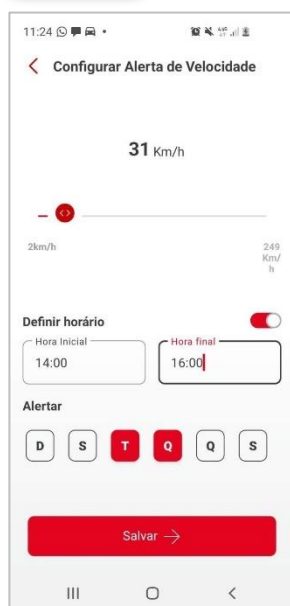 11:24
Configurar Alerta de Velocidade
31 Km/h
2km/h
249
Km/
h
Definir horário
Hora Inicial
14:00
Hora final
16:00
Alertar
D S T Q Q S
Salvar